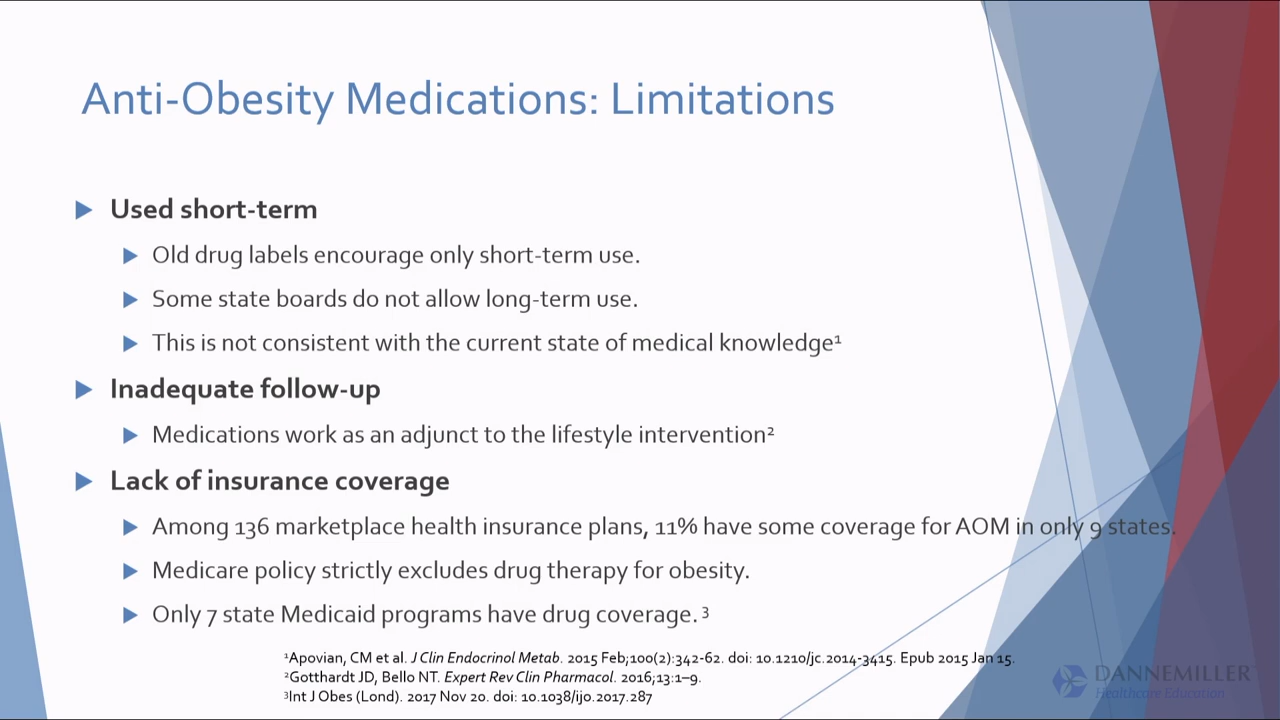 Anti-Obesity Medications: Limitations
Used short-term
Old drug labels encourage only short-term use.
Some state boards do not allow long-term use.
This is not consistent with the current state of medical knowledge¹
Inadequate follow-up
Medications work as an adjunct to the lifestyle intervention²
Lack of insurance coverage
Among 136 marketplace health insurance plans, 11% have some coverage for AOM in only 9 states.
Medicare policy strictly excludes drug therapy for obesity.
Only 7 state Medicaid programs have drug coverage. ³
¹Apovian, CM et al. J Clin Endocrinol Metab. 2015 Feb;100(2):342-62. doi: 10.1210/jc.2014-3415. Epub 2015 Jan 15.
²Gotthardt JD, Bello NT. Expert Rev Clin Pharmacol. 2016;13:1–9.
³Int J Obes (Lond). 2017 Nov 20. doi: 10.1038/ijo.2017.287
DANNEMILLER
Healthcare Education